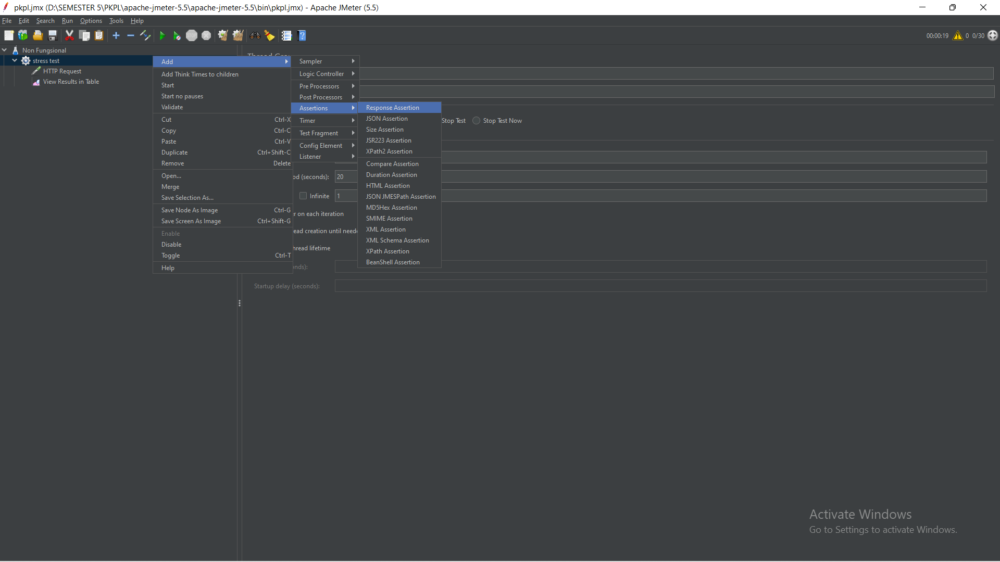 pkpl.jmx (D:\SEMESTER 5\PKPL\apache-jmeter-5.5\apache-jmeter-5.5\bin\pkpl.jmx) - Apache JMeter (5.5)
File Edit Search Run Options Tools Help
00:00:19 0 0/30
Non Fungsional
stress test
HTTP Request
View Results in Table
Add
Add Think Times to children
Start
Start no pauses
Validate
Cut Ctrl-X
Copy Ctrl-C
Paste Ctrl-V
Duplicate Ctrl+Shift-C
Remove Delete
Open...
Merge
Save Selection As...
Save Node As Image Ctrl-G
Save Screen As Image Ctrl+Shift-G
Enable
Disable
Toggle Ctrl-T
Help
Sampler
Logic Controller
Pre Processors
Post Processors
Assertions
Timer
Test Fragment
Config Element
Listener
Response Assertion
JSON Assertion
Size Assertion
JSR223 Assertion
XPath2 Assertion
Compare Assertion
Duration Assertion
HTML Assertion
JSON JMESPath Assertion
MD5Hex Assertion
SMIME Assertion
XML Assertion
XML Schema Assertion
XPath Assertion
BeanShell Assertion
Stop Test Stop Test Now
od (seconds): 20
Infinite 1
r on each iteration
ead creation until neede
hread lifetime
nds):
Startup delay (seconds):
Activate Windows
Go to Settings to activate Windows.